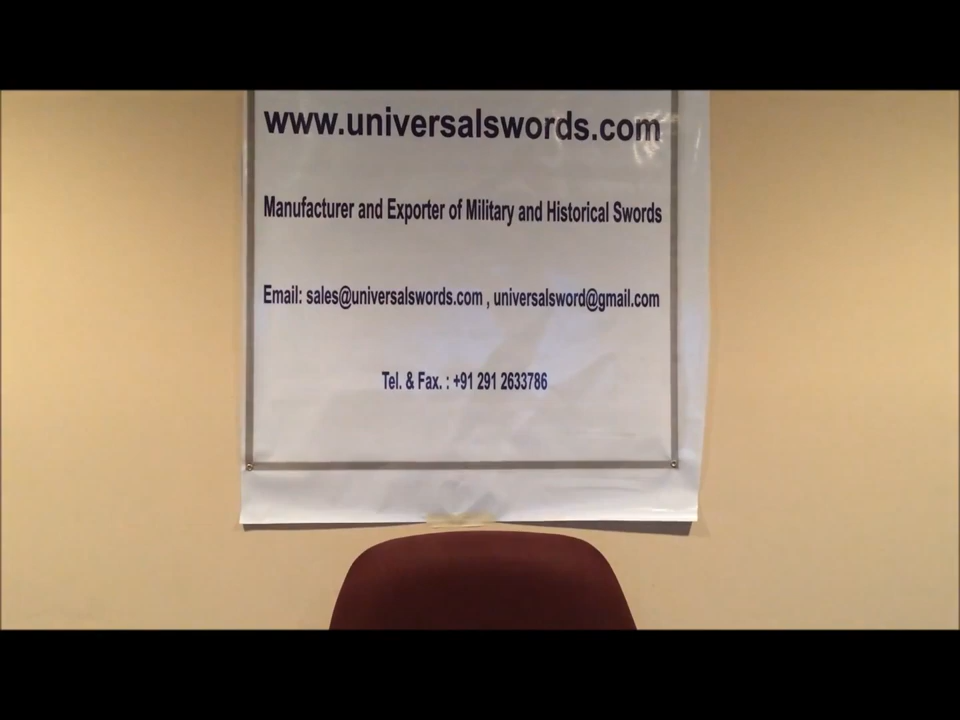 www.universalswords.com
Manufacturer and Exporter of Military and Historical Swords
Email: sales@universalswords.com , universalsword@gmail.com
Tel. & Fax. : +91 291 2633786